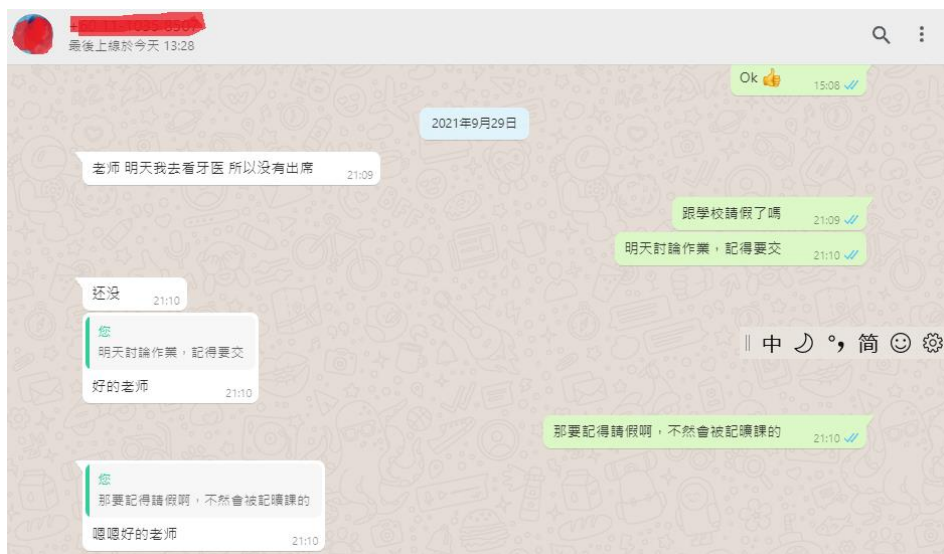 最後上線於今天 13:28
Ok 👍 15:08
2021年9月29日
老师 明天我去看牙医 所以没有出席 21:09
跟學校請假了嗎 21:09
明天討論作業，記得要交 21:10
还没 21:10
您
明天討論作業，記得要交
好的老师 21:10
中 °, 简
那要記得請假啊，不然會被記曠課的 21:10
您
那要記得請假啊，不然會被記曠課的
嗯嗯好的老师 21:10